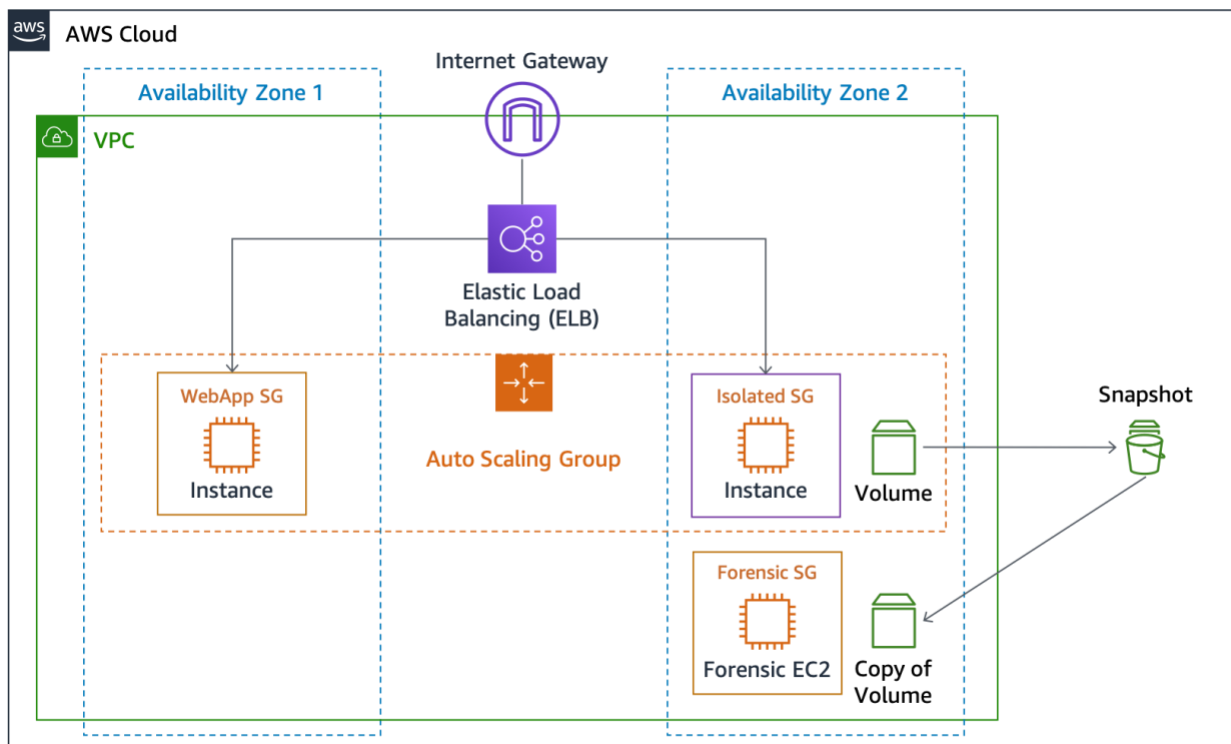 aws
AWS Cloud
Internet Gateway
Availability Zone 1
Availability Zone 2
VPC
Elastic Load
Balancing (ELB)
WebApp SG
Instance
Auto Scaling Group
Isolated SG
Instance
Volume
Snapshot
Forensic SG
Forensic EC2
Copy of
Volume